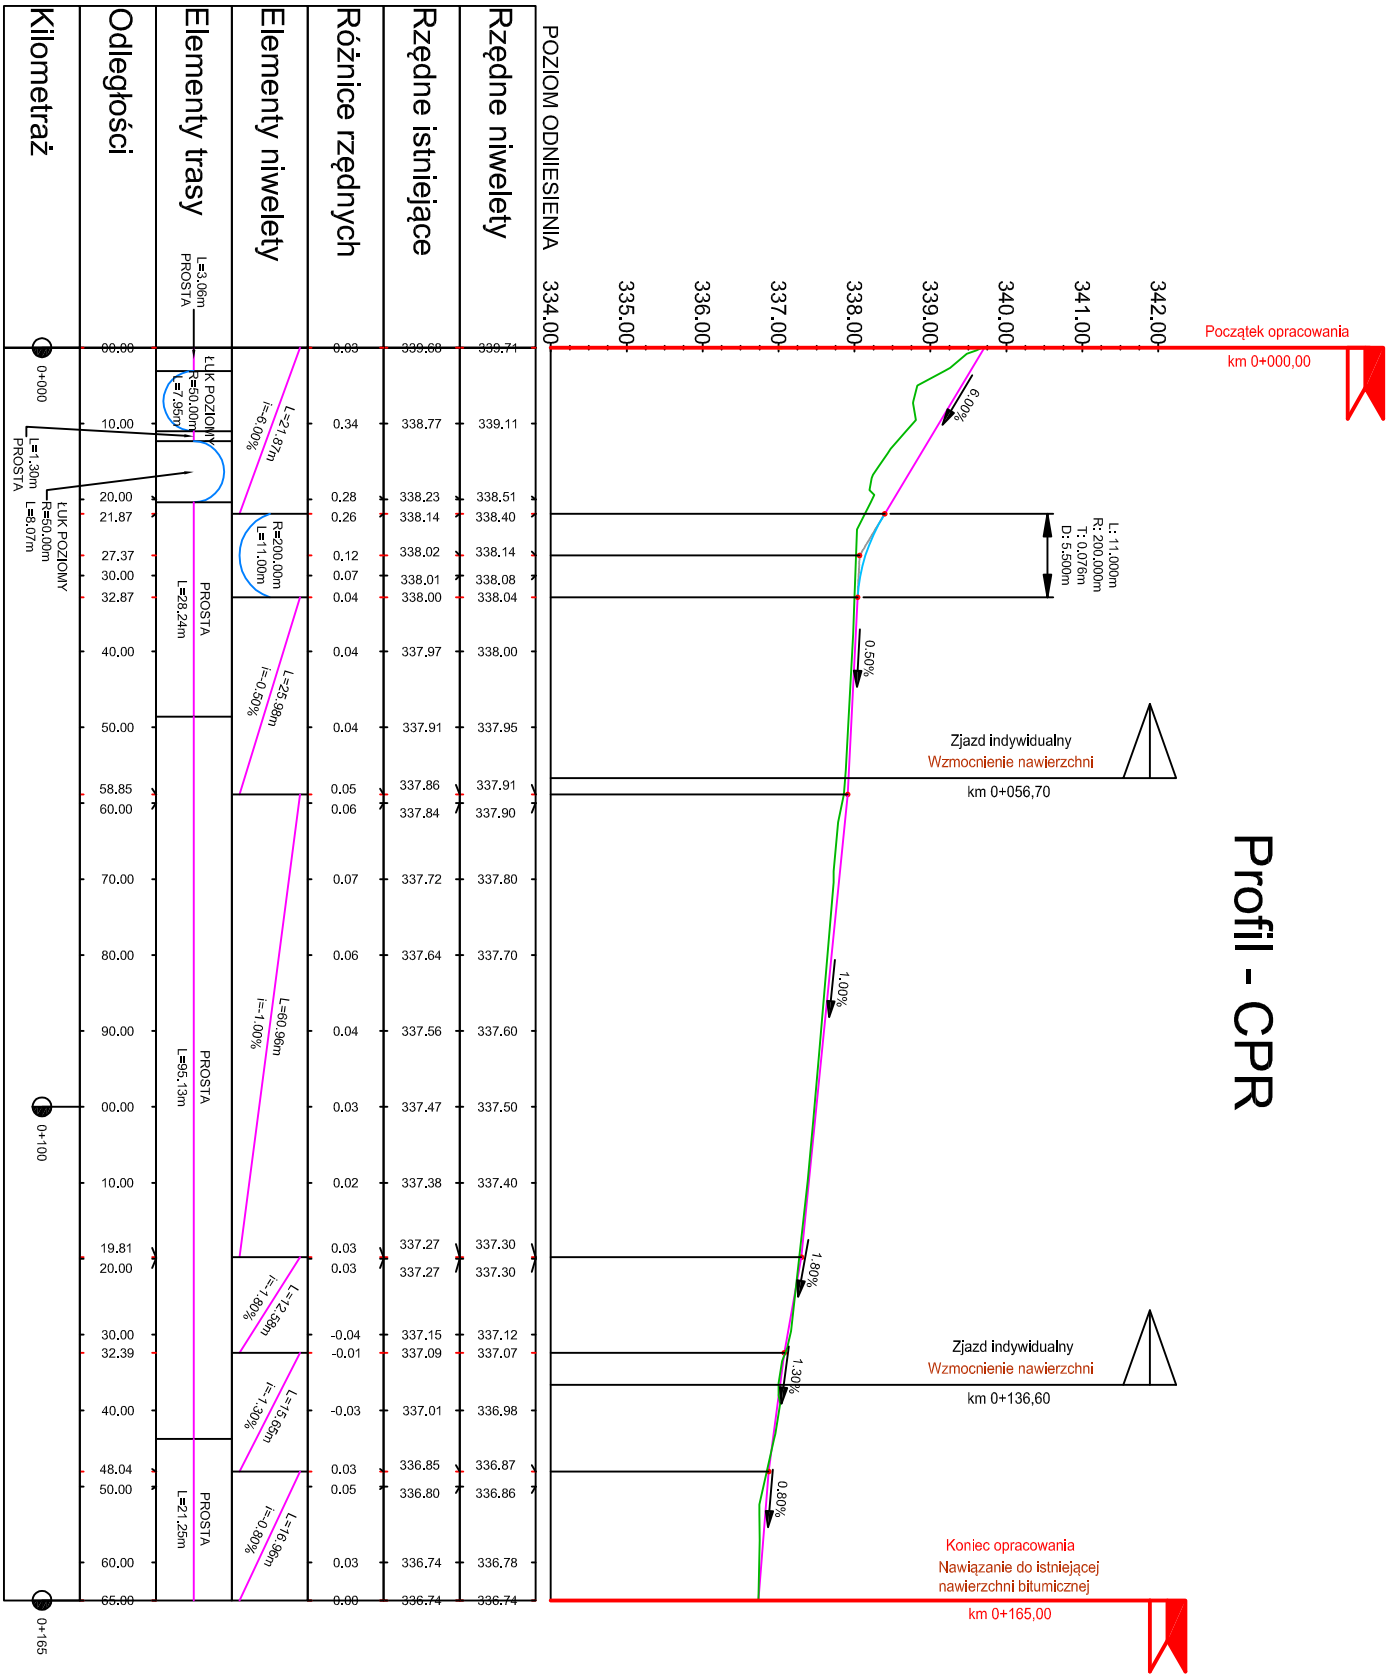 Profil - CPR
Początek opracowania
km 0+000,00
Zjazd indywidualny
Wzmocnienie nawierzchni
km 0+056,70
Zjazd indywidualny
Wzmocnienie nawierzchni
km 0+136,60
Koniec opracowania
Nawiązanie do istniejącej
nawierzchni bitumicznej
km 0+165,00
342.00
341.00
340.00
339.00
338.00
337.00
336.00
335.00
334.00
POZIOM ODNIESIENIA
L: 11.000m
R: 200.000m
T: 0.076m
D: 5.500m
6.00%
0.50%
1.00%
1.80%
1.30%
0.80%
Rzędne niwelety
339.71
339.11
338.51
338.40
338.14
338.08
338.04
338.00
337.95
337.91
337.90
337.80
337.70
337.60
337.50
337.40
337.30
337.30
337.12
337.07
336.98
336.87
336.86
336.78
336.74
Rzędne istniejące
339.68
338.77
338.23
338.14
338.02
338.01
338.00
337.97
337.91
337.86
337.84
337.72
337.64
337.56
337.47
337.38
337.27
337.27
337.15
337.09
337.01
336.85
336.80
336.74
336.74
Różnice rzędnych
0.03
0.34
0.28
0.26
0.12
0.07
0.04
0.04
0.04
0.05
0.06
0.07
0.06
0.04
0.03
0.02
0.03
0.03
-0.04
-0.01
-0.03
0.03
0.05
0.03
0.00
Elementy niwelety
L=21.87m
i=-6.00%
R=200.00m
L=11.00m
L=25.98m
i=-0.50%
L=60.96m
i=-1.00%
L=12.58m
i=-1.80%
L=15.65m
i=-1.30%
L=16.96m
i=-0.80%
Elementy trasy
L=3.06m
PROSTA
ŁUK POZIOMY
R=50.00m
L=7.95m
L=1.30m
PROSTA
ŁUK POZIOMY
R=50.00m
L=8.07m
PROSTA
L=28.24m
PROSTA
L=95.13m
PROSTA
L=21.25m
Odległości
00.00
10.00
20.00
21.87
27.37
30.00
32.87
40.00
50.00
58.85
60.00
70.00
80.00
90.00
00.00
10.00
19.81
20.00
30.00
32.39
40.00
48.04
50.00
60.00
65.00
Kilometraż
0+000
0+100
0+165